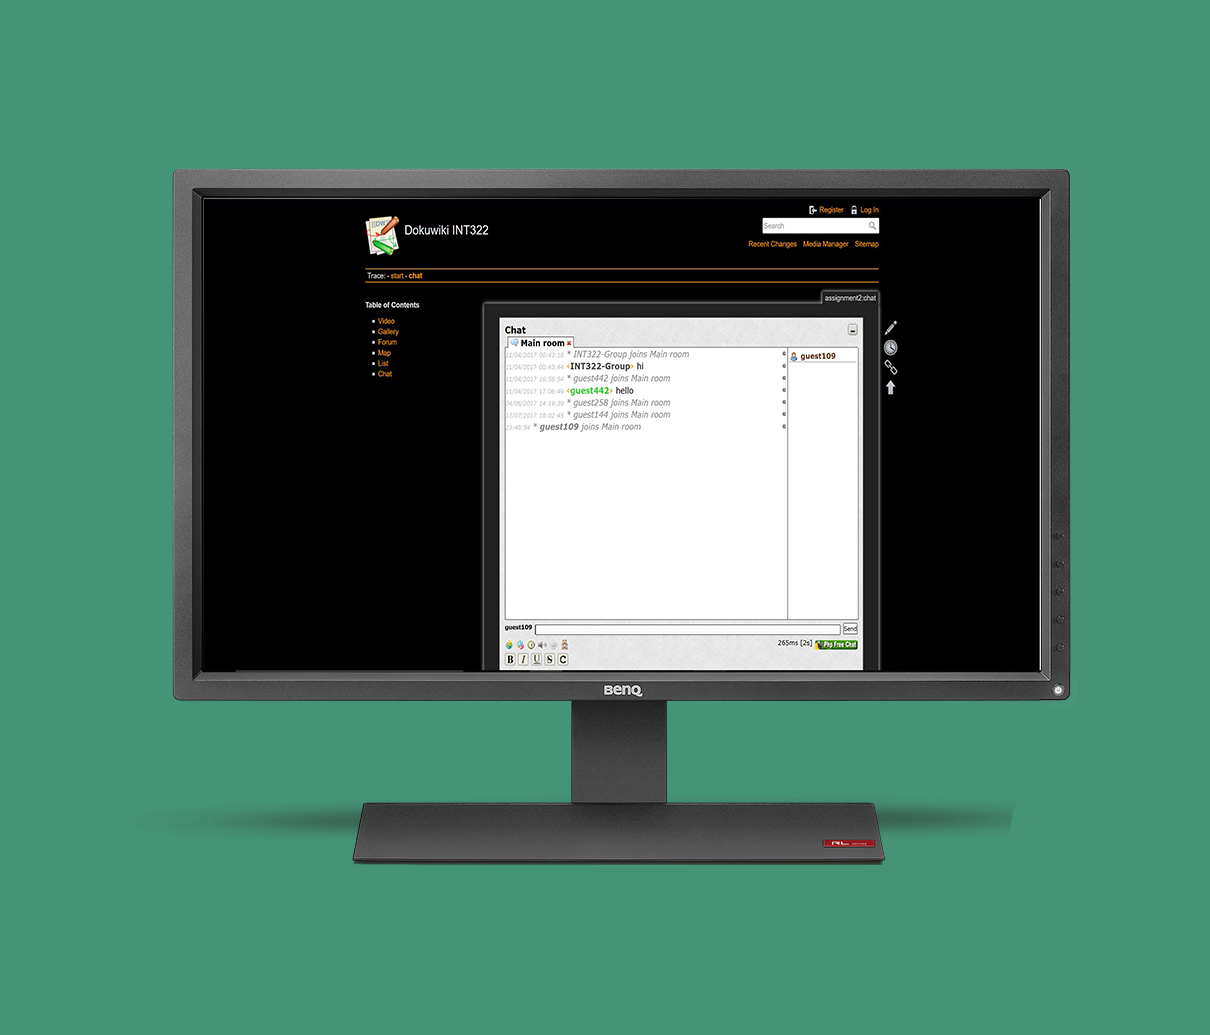 Register Log In
Dokuwiki INT322
Search
Recent Changes Media Manager Sitemap
Trace: - start - chat
Table of Contents
Video
Gallery
Forum
Map
List
Chat
assignment2:chat
Chat
Main room
11/04/2017 00:43:18 * INT322-Group joins Main room
11/04/2017 00:43:44 ‹INT322-Group› hi
11/04/2017 16:56:54 * guest442 joins Main room
11/04/2017 17:06:49 ‹guest442› hello
04/06/2017 14:19:39 * guest258 joins Main room
17/07/2017 18:02:45 * guest144 joins Main room
23:48:54 * guest109 joins Main room
guest109
guest109
Send
265ms [2s] Php Free Chat
B I U S C
BenQ
RL